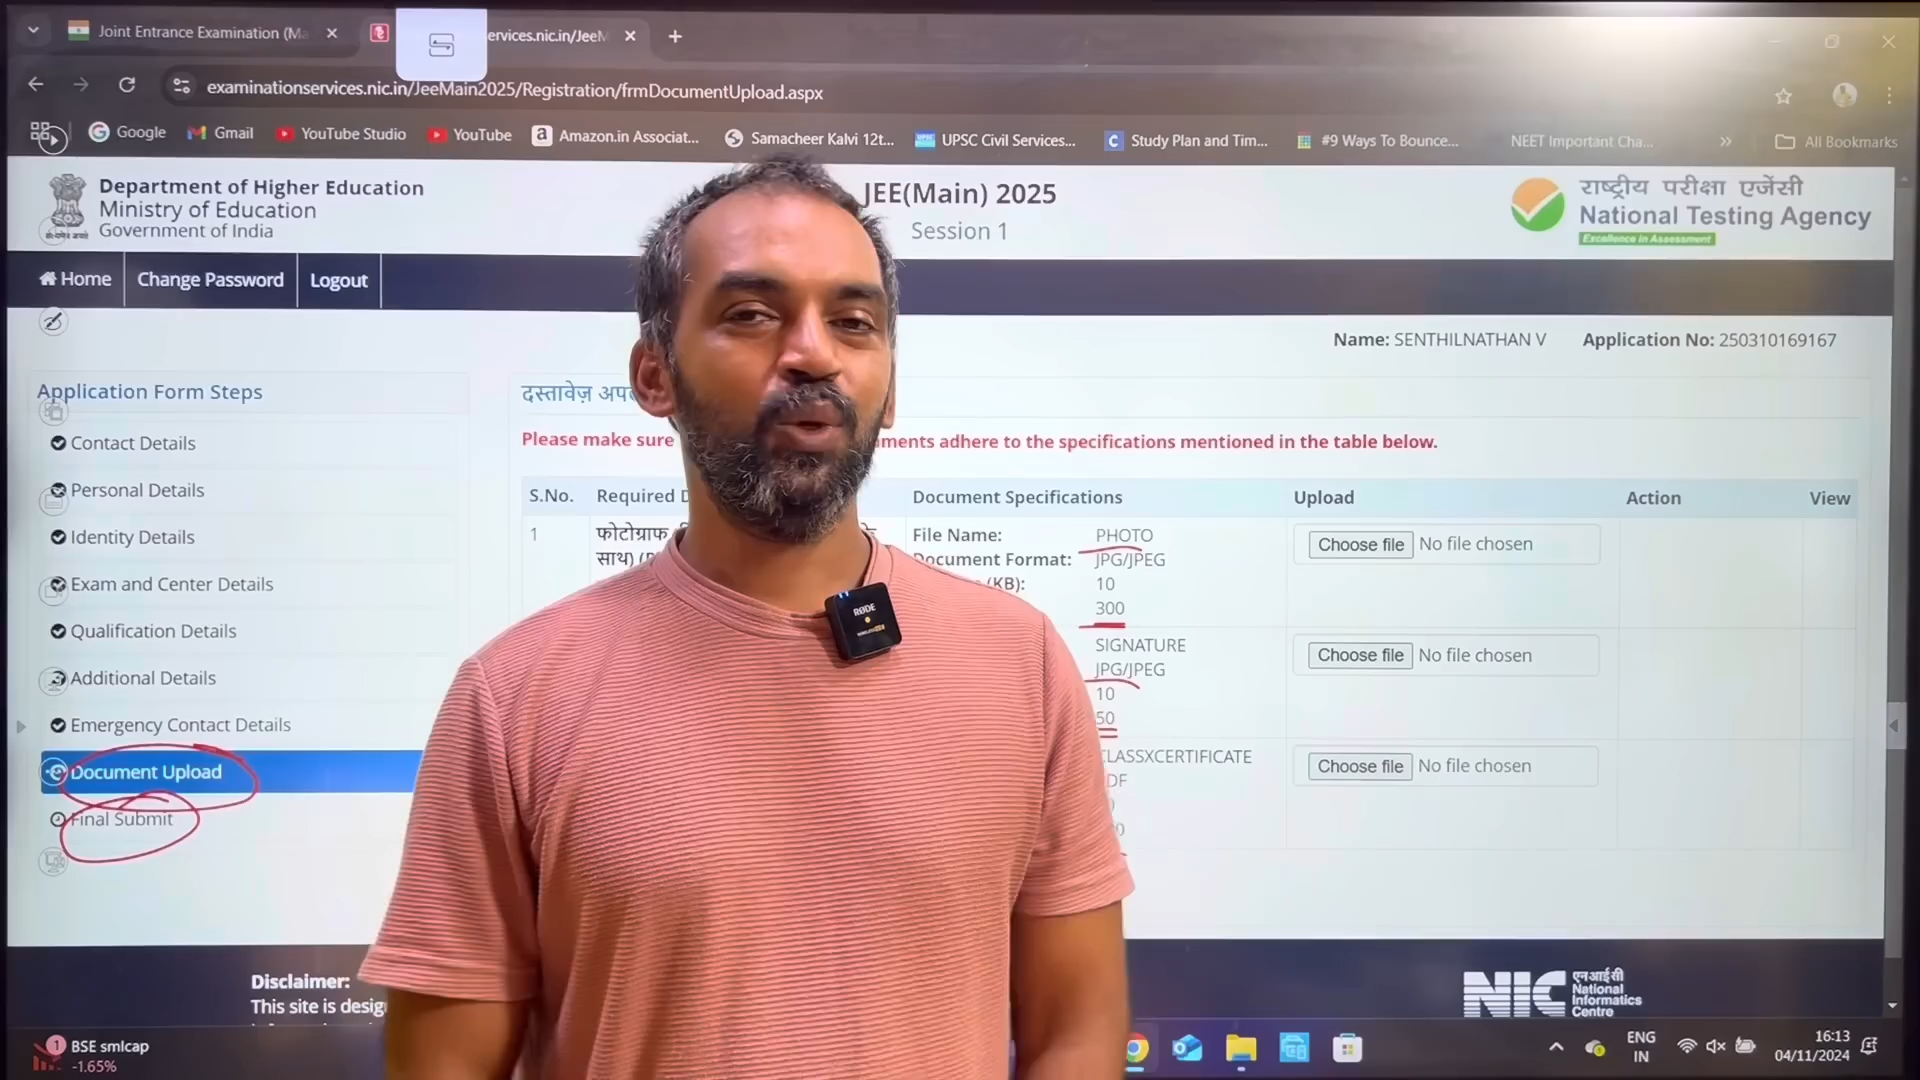 Joint Entrance Examination (Ma
ervices.nic.in/JeeM
examinationservices.nic.in/JeeMain2025/Registration/frmDocumentUpload.aspx
Google
Gmail
YouTube Studio
YouTube
Amazon.in Associat...
Samacheer Kalvi 12t...
UPSC Civil Services...
Study Plan and Tim...
#9 Ways To Bounce...
NEET Important Cha...
All Bookmarks
Department of Higher Education
Ministry of Education
Government of India
JEE(Main) 2025
Session 1
राष्ट्रीय परीक्षा एजेंसी
National Testing Agency
Excellence in Assessment
Home
Change Password
Logout
Name: SENTHILNATHAN V
Application No: 250310169167
Application Form Steps
Contact Details
Personal Details
Identity Details
Exam and Center Details
Qualification Details
Additional Details
Emergency Contact Details
Document Upload
Final Submit
दस्तावेज़
Please make sure
ments adhere to the specifications mentioned in the table below.
S.No. Required D
Document Specifications
Upload
Action
View
1
फोटोग्राफ
साथ)
File Name: PHOTO
Document Format: JPG/JPEG
(KB): 10
300
Choose file No file chosen
SIGNATURE
JPG/JPEG
10
50
Choose file No file chosen
CLASSXCERTIFICATE
DF
0
Choose file No file chosen
Disclaimer:
This site is desig
NIC
एनआईसी
National
Informatics
Centre
1
BSE smlcap
-1.65%
ENG
IN
16:13
04/11/2024
RØDE